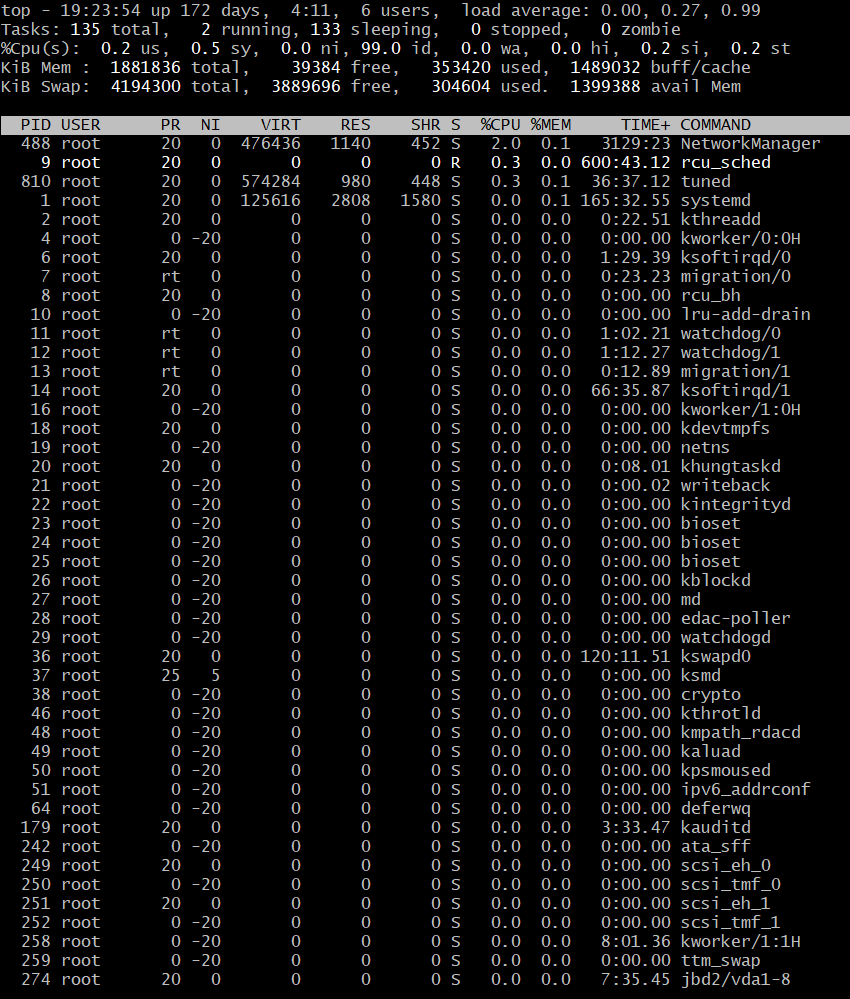 top - 19:23:54 up 172 days,  4:11,  6 users,  load average: 0.00, 0.27, 0.99
Tasks: 135 total,   2 running, 133 sleeping,   0 stopped,   0 zombie
%Cpu(s):  0.2 us,  0.5 sy,  0.0 ni, 99.0 id,  0.0 wa,  0.0 hi,  0.2 si,  0.2 st
KiB Mem :  1881836 total,    39384 free,   353420 used,  1489032 buff/cache
KiB Swap:  4194300 total,  3889696 free,   304604 used.  1399388 avail Mem
PID USER      PR  NI    VIRT    RES    SHR S  %CPU %MEM     TIME+ COMMAND
488 root      20   0  476436   1140    452 S   2.0  0.1   3129:23 NetworkManager
9 root      20   0       0      0      0 R   0.3  0.0 600:43.12 rcu_sched
810 root      20   0  574284    980    448 S   0.3  0.1  36:37.12 tuned
1 root      20   0  125616   2808   1580 S   0.0  0.1 165:32.55 systemd
2 root      20   0       0      0      0 S   0.0  0.0   0:22.51 kthreadd
4 root       0 -20       0      0      0 S   0.0  0.0   0:00.00 kworker/0:0H
6 root      20   0       0      0      0 S   0.0  0.0   1:29.39 ksoftirqd/0
7 root      rt   0       0      0      0 S   0.0  0.0   0:23.23 migration/0
8 root      20   0       0      0      0 S   0.0  0.0   0:00.00 rcu_bh
10 root       0 -20       0      0      0 S   0.0  0.0   0:00.00 lru-add-drain
11 root      rt   0       0      0      0 S   0.0  0.0   1:02.21 watchdog/0
12 root      rt   0       0      0      0 S   0.0  0.0   1:12.27 watchdog/1
13 root      rt   0       0      0      0 S   0.0  0.0   0:12.89 migration/1
14 root      20   0       0      0      0 S   0.0  0.0  66:35.87 ksoftirqd/1
16 root       0 -20       0      0      0 S   0.0  0.0   0:00.00 kworker/1:0H
18 root      20   0       0      0      0 S   0.0  0.0   0:00.00 kdevtmpfs
19 root       0 -20       0      0      0 S   0.0  0.0   0:00.00 netns
20 root      20   0       0      0      0 S   0.0  0.0   0:08.01 khungtaskd
21 root       0 -20       0      0      0 S   0.0  0.0   0:00.02 writeback
22 root       0 -20       0      0      0 S   0.0  0.0   0:00.00 kintegrityd
23 root       0 -20       0      0      0 S   0.0  0.0   0:00.00 bioset
24 root       0 -20       0      0      0 S   0.0  0.0   0:00.00 bioset
25 root       0 -20       0      0      0 S   0.0  0.0   0:00.00 bioset
26 root       0 -20       0      0      0 S   0.0  0.0   0:00.00 kblockd
27 root       0 -20       0      0      0 S   0.0  0.0   0:00.00 md
28 root       0 -20       0      0      0 S   0.0  0.0   0:00.00 edac-poller
29 root       0 -20       0      0      0 S   0.0  0.0   0:00.00 watchdogd
36 root      20   0       0      0      0 S   0.0  0.0 120:11.51 kswapd0
37 root      25   5       0      0      0 S   0.0  0.0   0:00.00 ksmd
38 root       0 -20       0      0      0 S   0.0  0.0   0:00.00 crypto
46 root       0 -20       0      0      0 S   0.0  0.0   0:00.00 kthrotld
48 root       0 -20       0      0      0 S   0.0  0.0   0:00.00 kmpath_rdacd
49 root       0 -20       0      0      0 S   0.0  0.0   0:00.00 kaluad
50 root       0 -20       0      0      0 S   0.0  0.0   0:00.00 kpsmoused
51 root       0 -20       0      0      0 S   0.0  0.0   0:00.00 ipv6_addrconf
64 root       0 -20       0      0      0 S   0.0  0.0   0:00.00 deferwq
179 root      20   0       0      0      0 S   0.0  0.0   3:33.47 kauditd
242 root       0 -20       0      0      0 S   0.0  0.0   0:00.00 ata_sff
249 root      20   0       0      0      0 S   0.0  0.0   0:00.00 scsi_eh_0
250 root       0 -20       0      0      0 S   0.0  0.0   0:00.00 scsi_tmf_0
251 root      20   0       0      0      0 S   0.0  0.0   0:00.00 scsi_eh_1
252 root       0 -20       0      0      0 S   0.0  0.0   0:00.00 scsi_tmf_1
258 root       0 -20       0      0      0 S   0.0  0.0   8:01.36 kworker/1:1H
259 root       0 -20       0      0      0 S   0.0  0.0   0:00.00 ttm_swap
274 root      20   0       0      0      0 S   0.0  0.0   7:35.45 jbd2/vda1-8